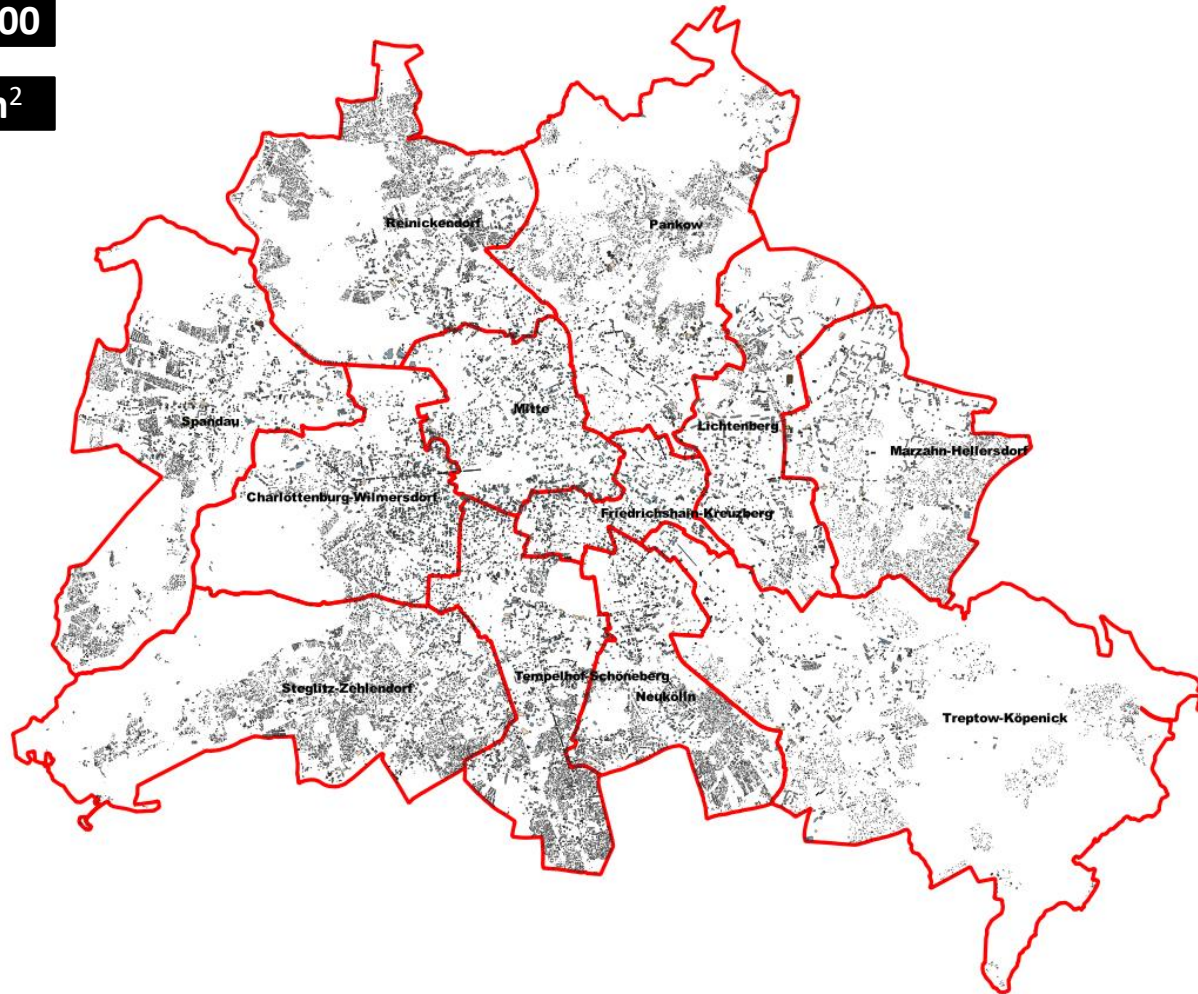 00
m²
Reinickendorf
Pankow
Mitte
Spandau
Lichtenberg
Marzahn-Hellersdorf
Charlottenburg-Wilmersdorf
Friedrichshain-Kreuzberg
Tempelhof-Schöneberg
Steglitz-Zehlendorf
Neukölln
Treptow-Köpenick